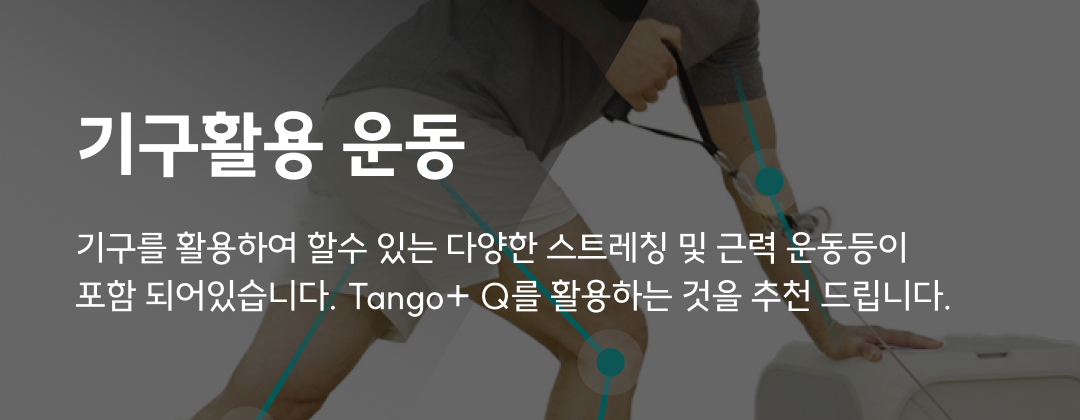 기구활용 운동
기구를 활용하여 할수 있는 다양한 스트레칭 및 근력 운동등이
포함 되어있습니다. Tango+ Q를 활용하는 것을 추천 드립니다.